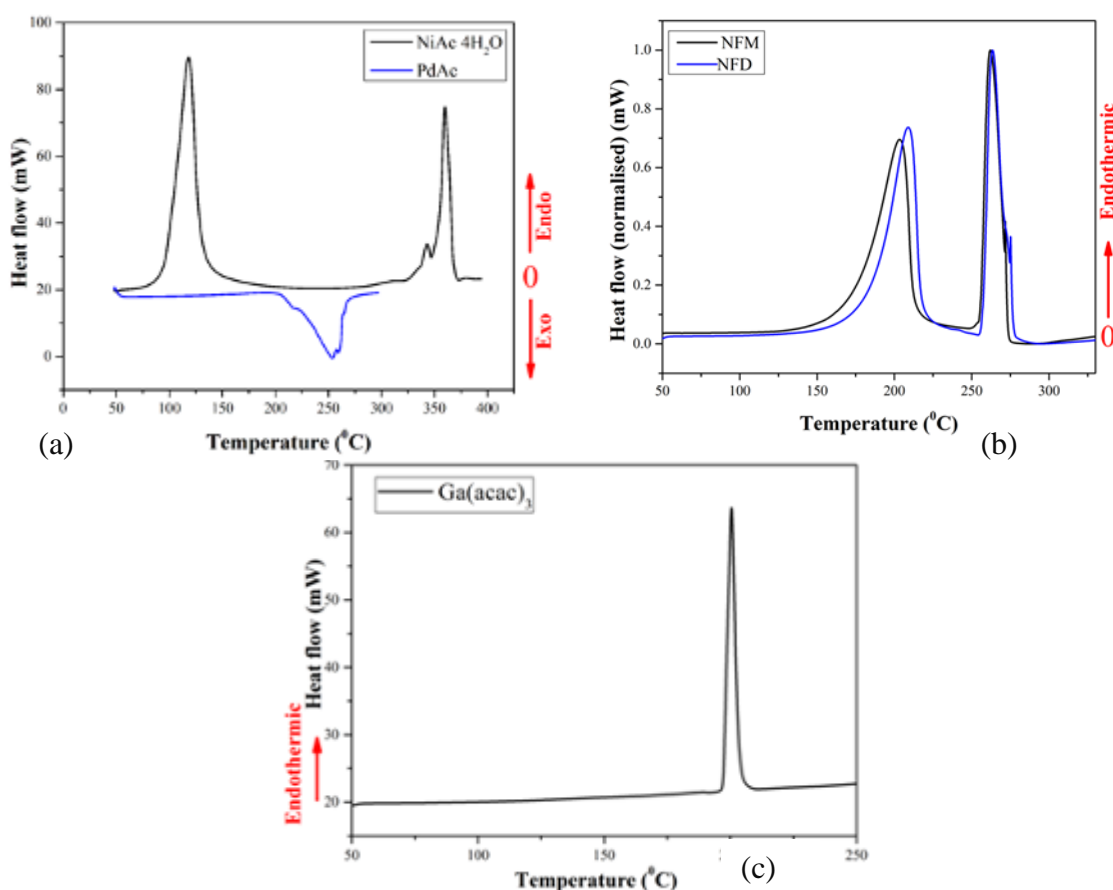 100
80
60
40
20
0
Heat flow (mW)
NiAc 4H₂O
PdAc
0 50 100 150 200 250 300 350 400
Temperature (⁰C)
Endo
0
Exo
(a)
1.0
0.8
0.6
0.4
0.2
0.0
Heat flow (normalised) (mW)
NFM
NFD
50 100 150 200 250 300
Temperature (⁰C)
Endothermic
0
(b)
70
60
50
40
30
20
Heat flow (mW)
Endothermic
Ga(acac)₃
50 100 150 200 250
Temperature (⁰C)
(c)